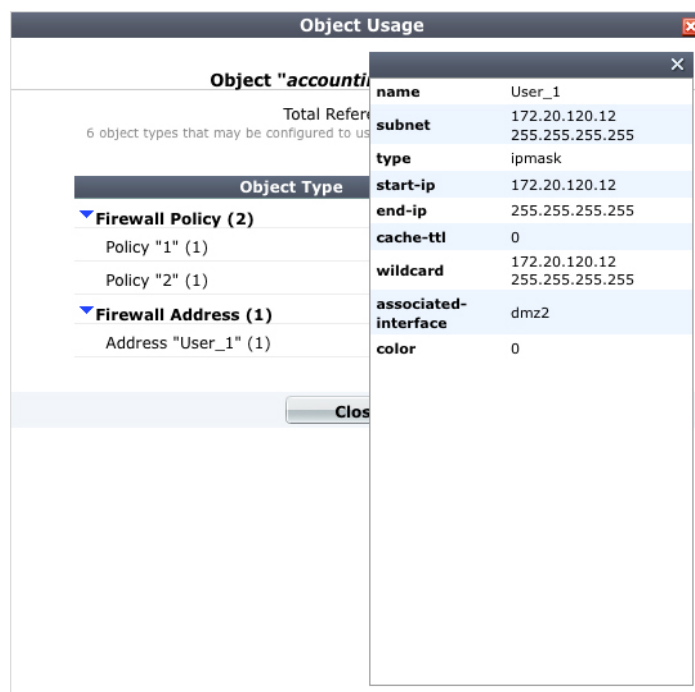 Object Usage
Object "accounti
Total Refere
6 object types that may be configured to us
Object Type
Firewall Policy (2)
Policy "1" (1)
Policy "2" (1)
Firewall Address (1)
Address "User_1" (1)
Clos
name User_1
subnet 172.20.120.12
255.255.255.255
type ipmask
start-ip 172.20.120.12
end-ip 255.255.255.255
cache-ttl 0
wildcard 172.20.120.12
255.255.255.255
associated-
interface dmz2
color 0